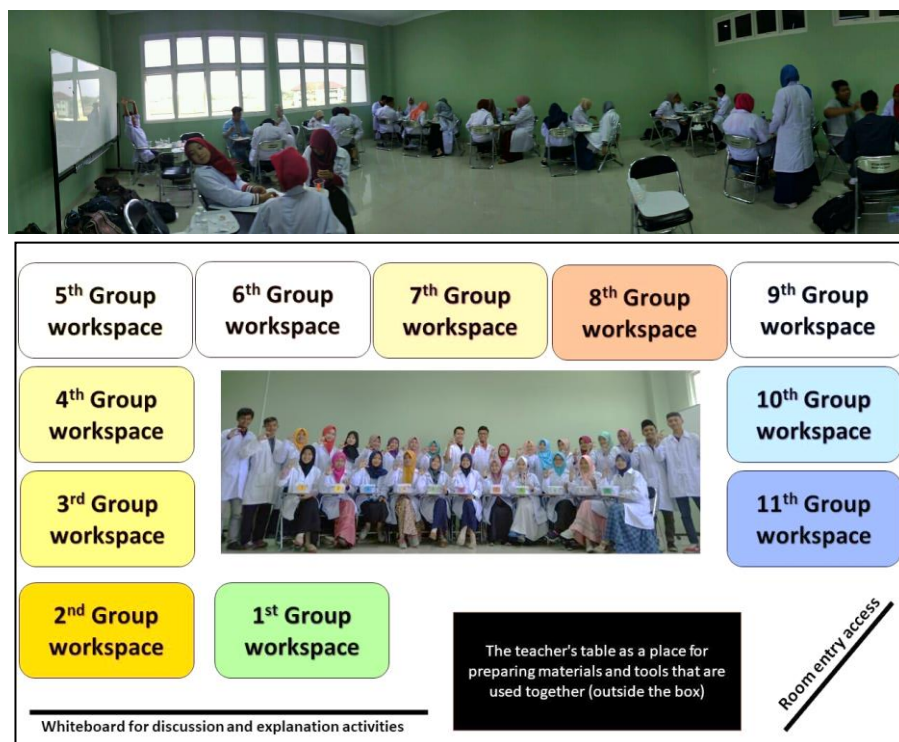 5th Group
workspace
6th Group
workspace
7th Group
workspace
8th Group
workspace
9th Group
workspace
4th Group
workspace
10th Group
workspace
3rd Group
workspace
11th Group
workspace
2nd Group
workspace
1st Group
workspace
The teacher's table as a place for
preparing materials and tools that are
used together (outside the box)
Room entry access
Whiteboard for discussion and explanation activities